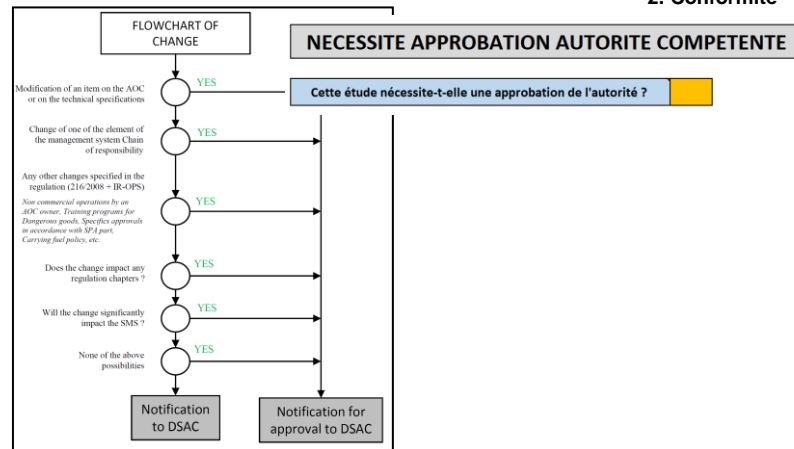 2. Conformité
FLOWCHART OF
CHANGE
NECESSITE APPROBATION AUTORITE COMPETENTE
YES
Modification of an item on the AOC
or on the technical specifications
Cette étude nécessite-t-elle une approbation de l'autorité ?
Change of one of the element of
the management system Chain
of responsibility
YES
Any other changes specified in the
regulation (216/2008 + IR-OPS)
Non commercial operations by an
AOC owner, Training programs for
Dangerous goods, Specifics approvals
in accordance with SPA part,
Carrying fuel policy, etc.
YES
Does the change impact any
regulation chapters ?
YES
Will the change significantly
impact the SMS ?
YES
None of the above
possibilities
YES
Notification
to DSAC
Notification for
approval to DSAC